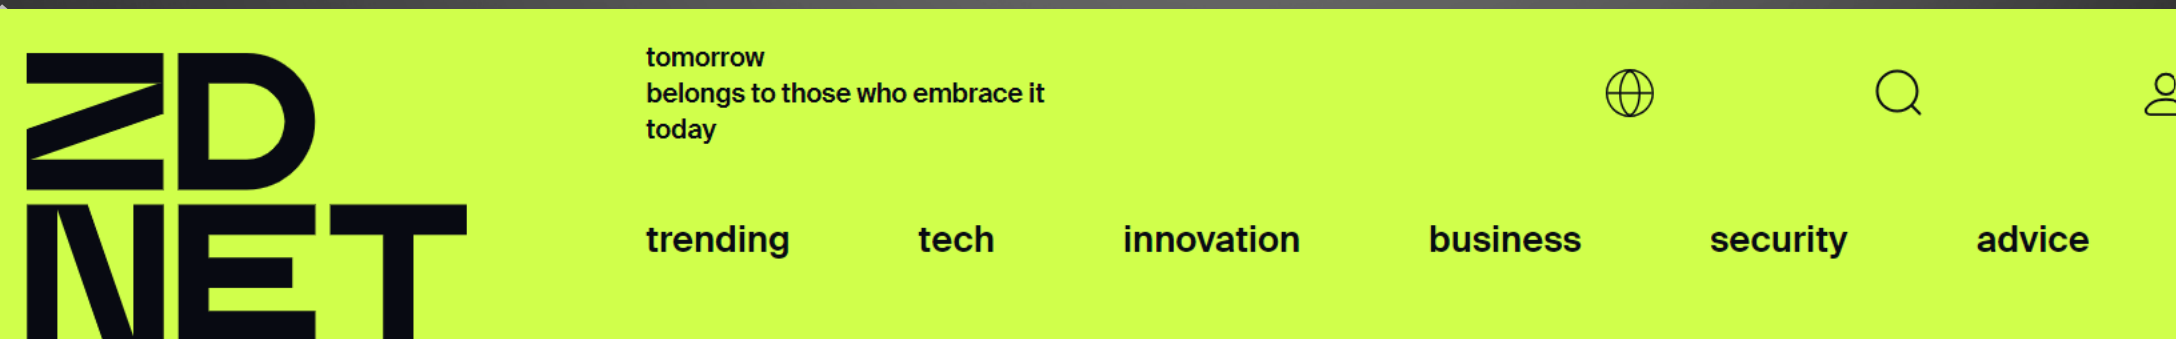 ZD
NET
tomorrow
belongs to those who embrace it
today
trending tech innovation business security advice